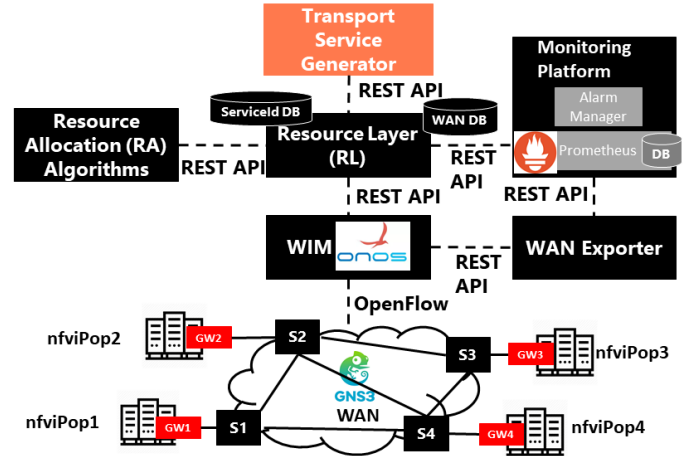 Transport
Service
Generator
REST API
Monitoring
Platform
Alarm
Manager
Prometheus
DB
ServiceId DB
WAN DB
Resource
Allocation (RA)
Algorithms
REST API
Resource Layer
(RL)
REST
API
REST API
REST API
WIM
onos
REST
API
WAN Exporter
OpenFlow
nfviPop2
GW2
S2
S3
GW3
nfviPop3
GNS3
WAN
nfviPop1
GW1
S1
S4
GW4
nfviPop4